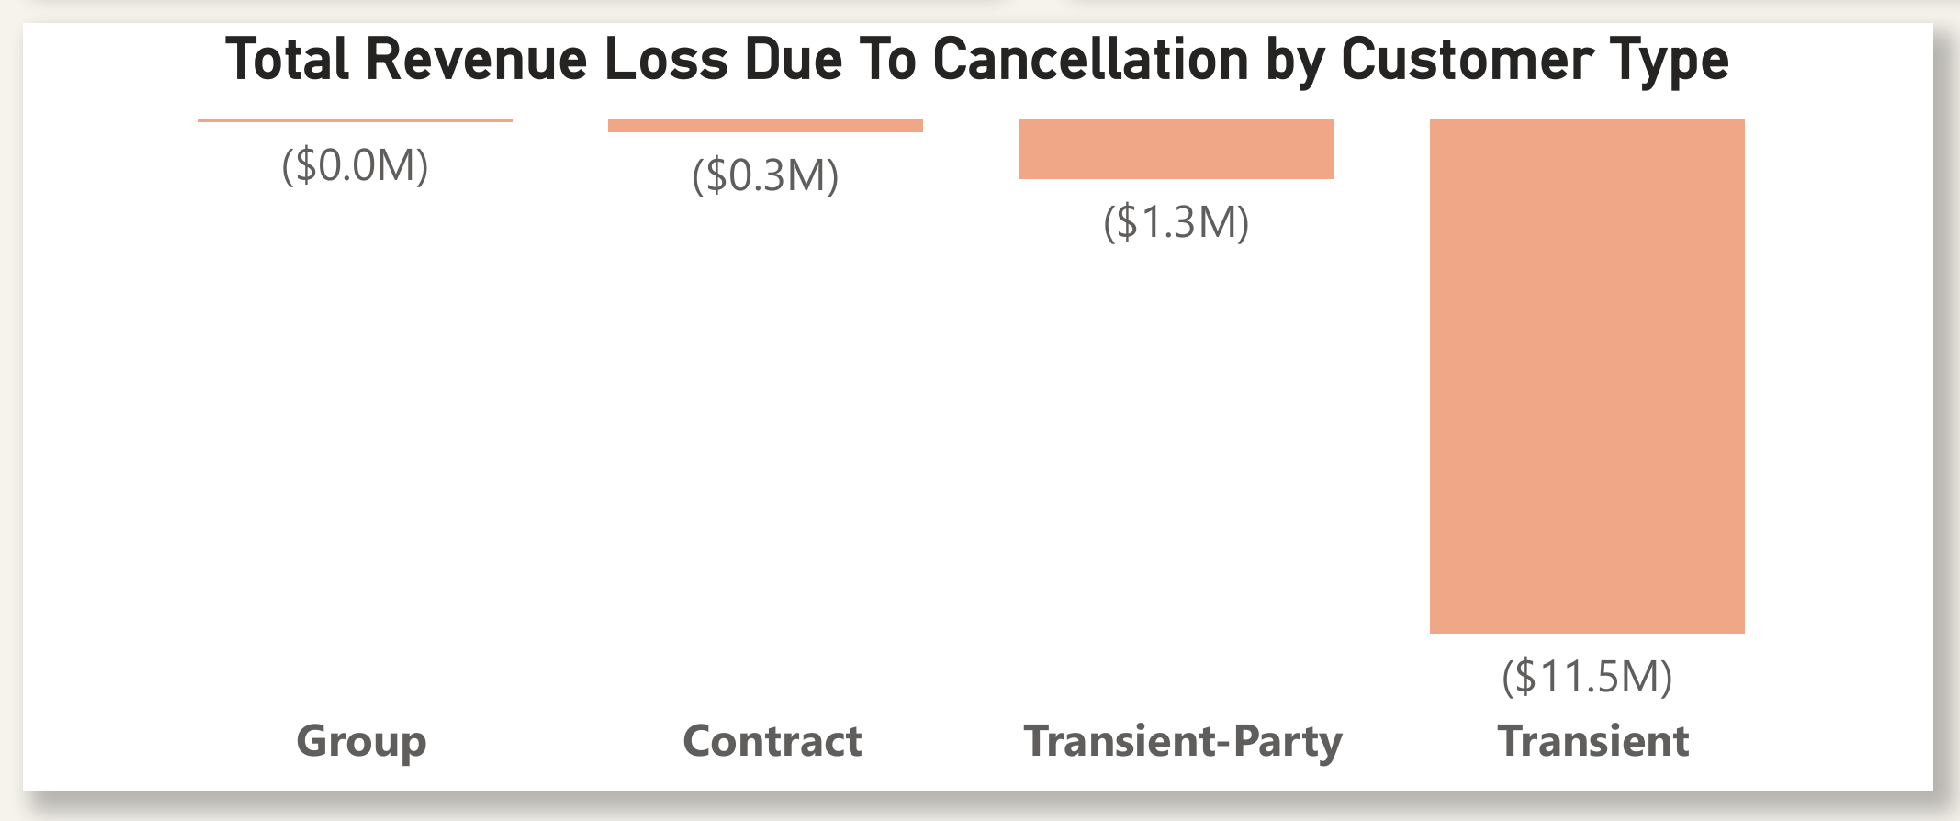 Total Revenue Loss Due To Cancellation by Customer Type
($0.0M)
($0.3M)
($1.3M)
($11.5M)
Group
Contract
Transient-Party
Transient